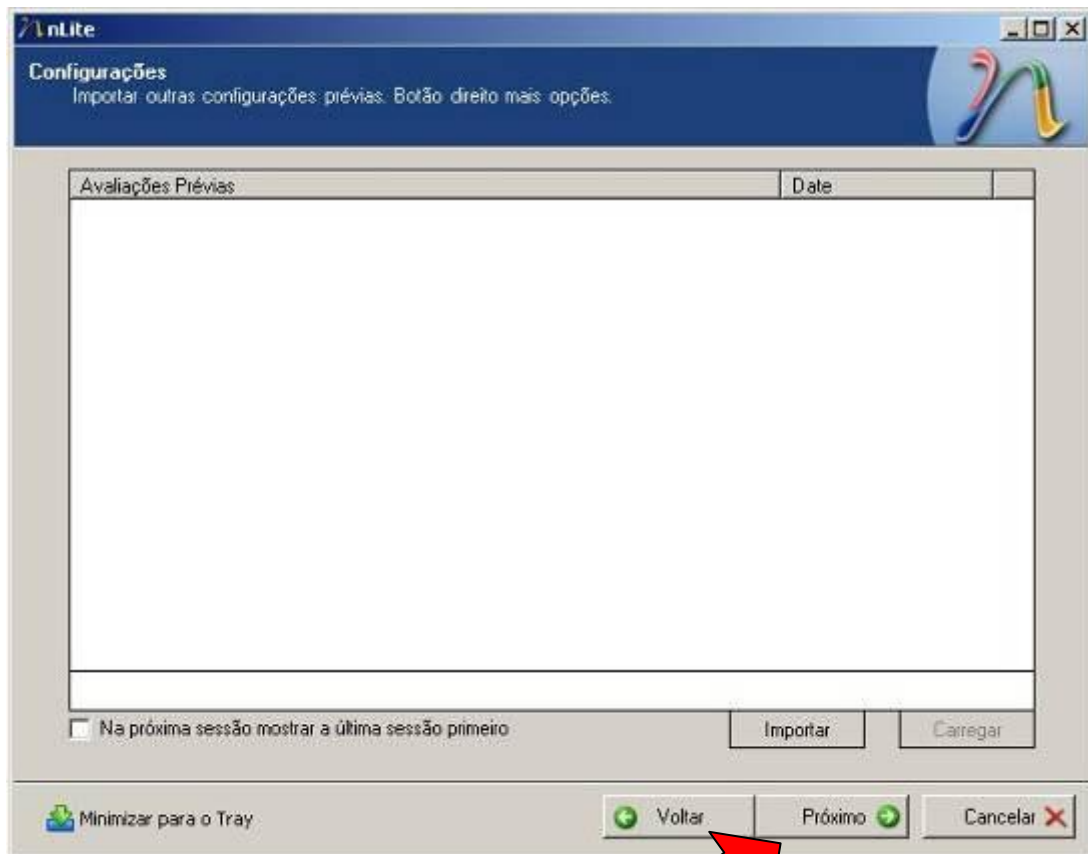 nLite
Configurações
Importar outras configurações prévias. Botão direito mais opções.
Avaliações Prévias Date
Na próxima sessão mostrar a última sessão primeiro Importar Carregar
Minimizar para o Tray Voltar Próximo Cancelar